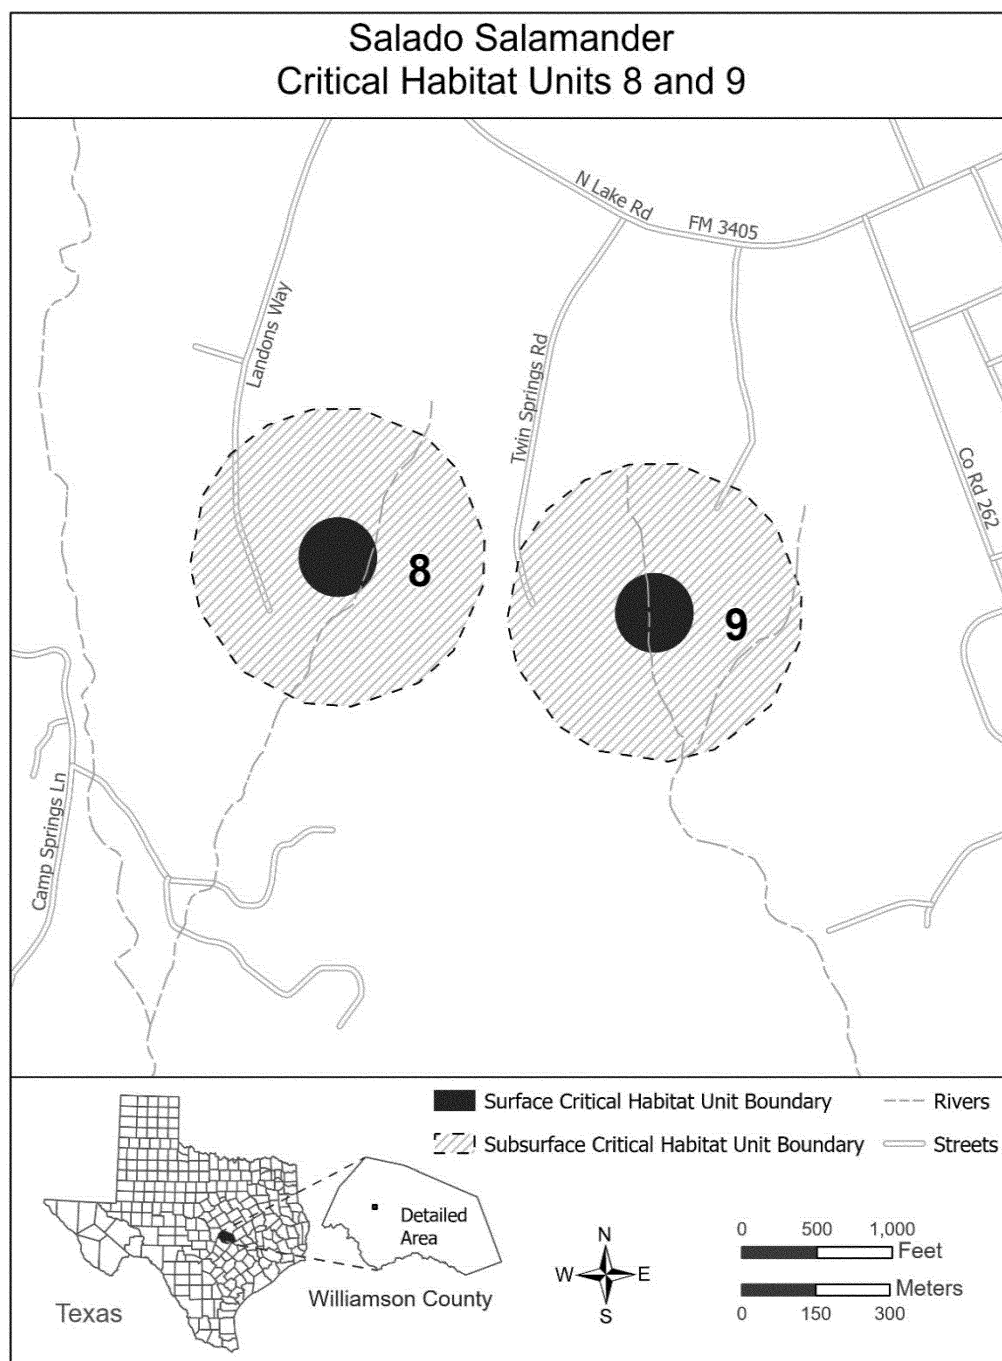 Salado Salamander
Critical Habitat Units 8 and 9
N Lake Rd
FM 3405
Landons Way
Twin Springs Rd
Co Rd 262
8
9
Camp Springs Ln
Surface Critical Habitat Unit Boundary
Rivers
Subsurface Critical Habitat Unit Boundary
Streets
Detailed
Area
Texas
Williamson County
N
W
E
S
0 500 1,000
Feet
Meters
0 150 300